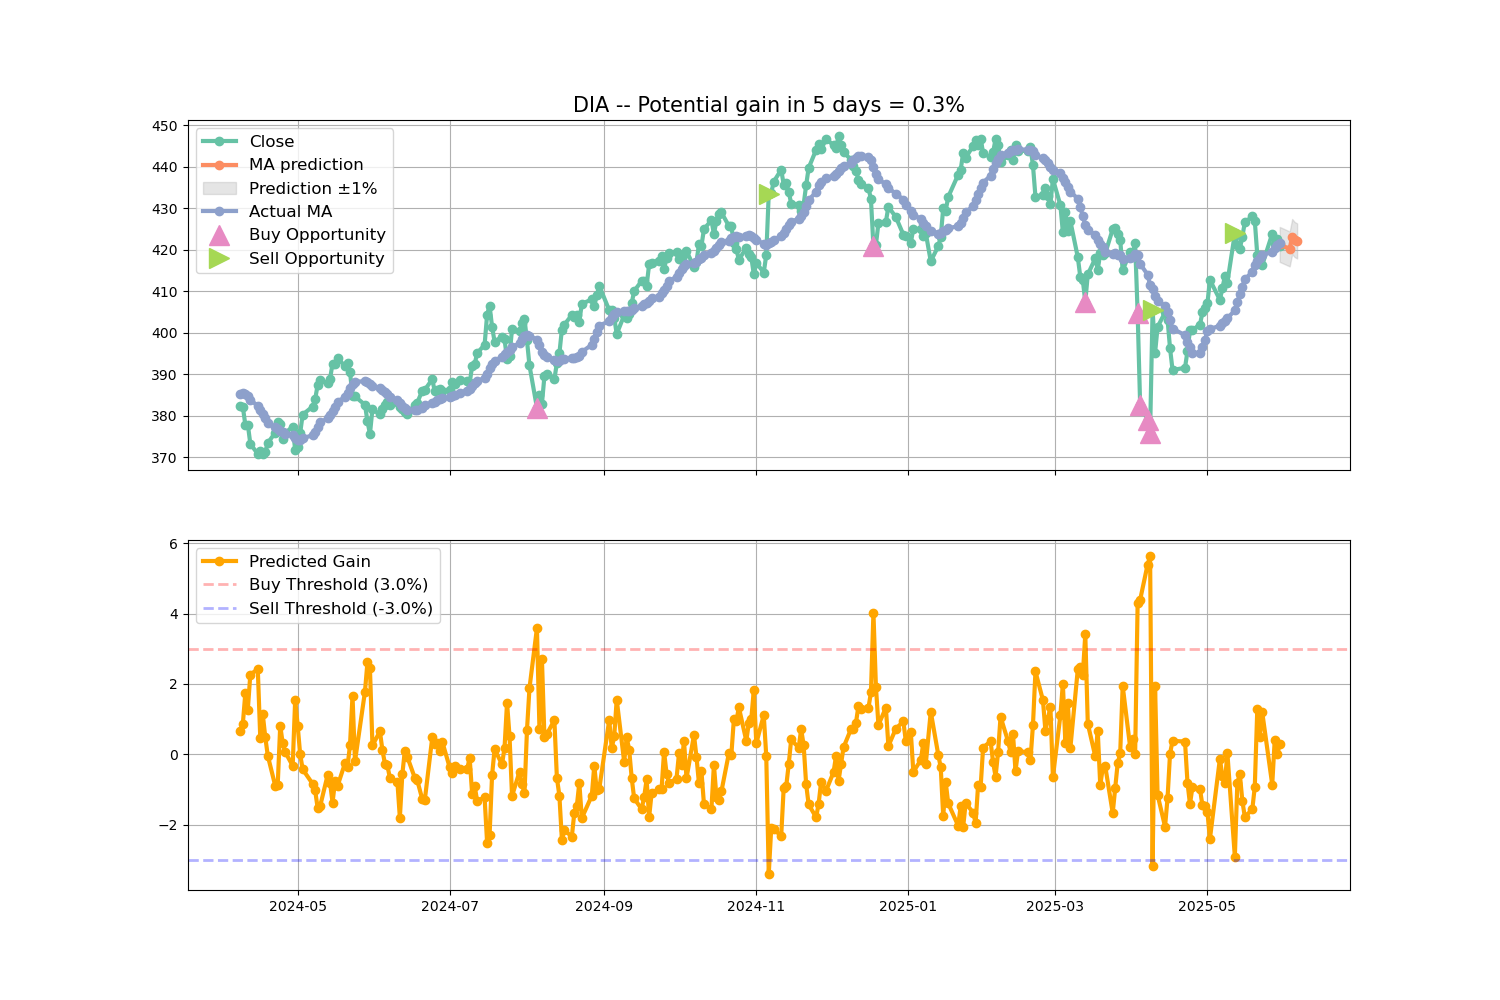 DIA -- Potential gain in 5 days = 0.3%
450
440
430
420
410
400
390
380
370
Close
MA prediction
Prediction ±1%
Actual MA
Buy Opportunity
Sell Opportunity
6
4
2
0
−2
Predicted Gain
Buy Threshold (3.0%)
Sell Threshold (-3.0%)
2024-05
2024-07
2024-09
2024-11
2025-01
2025-03
2025-05